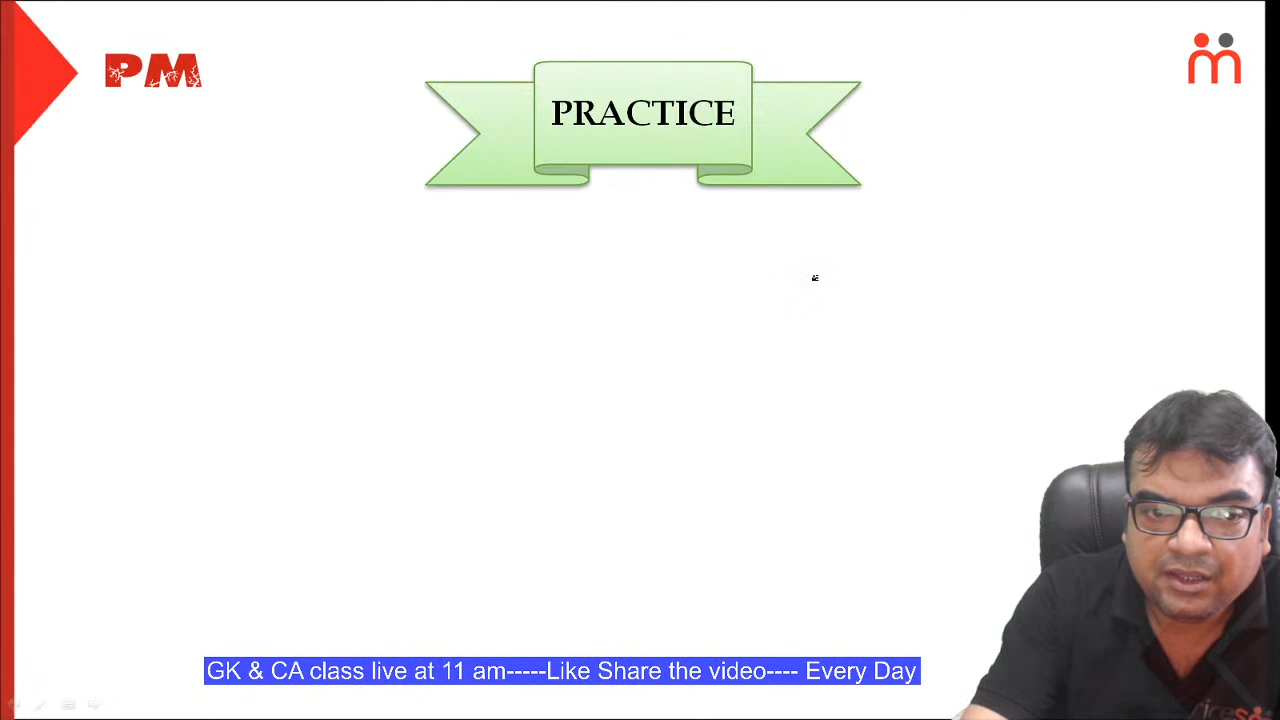 PM
PRACTICE
GK & CA class live at 11 am-----Like Share the video---- Every Day